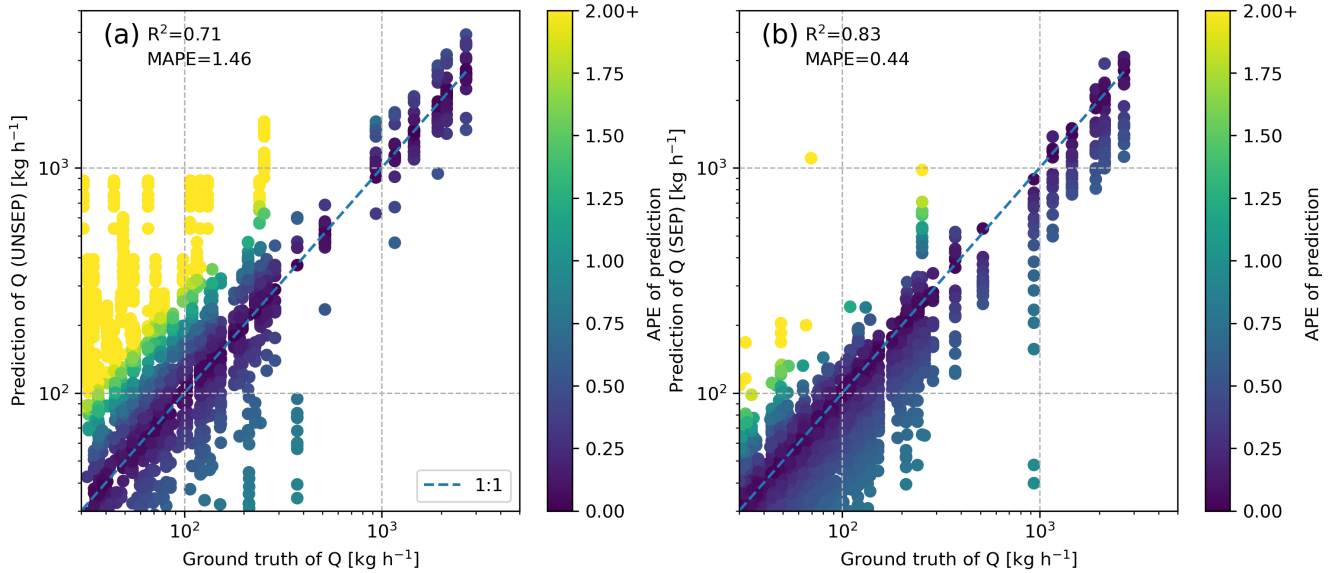 (a) R²=0.71
MAPE=1.46
10³
10²
Prediction of Q (UNSEP) [kg h⁻¹]
1:1
10² 10³
Ground truth of Q [kg h⁻¹]
2.00+
1.75
1.50
1.25
1.00
0.75
0.50
0.25
0.00
APE of prediction
(b) R²=0.83
MAPE=0.44
10³
10²
Prediction of Q (SEP) [kg h⁻¹]
10² 10³
Ground truth of Q [kg h⁻¹]
2.00+
1.75
1.50
1.25
1.00
0.75
0.50
0.25
0.00
APE of prediction